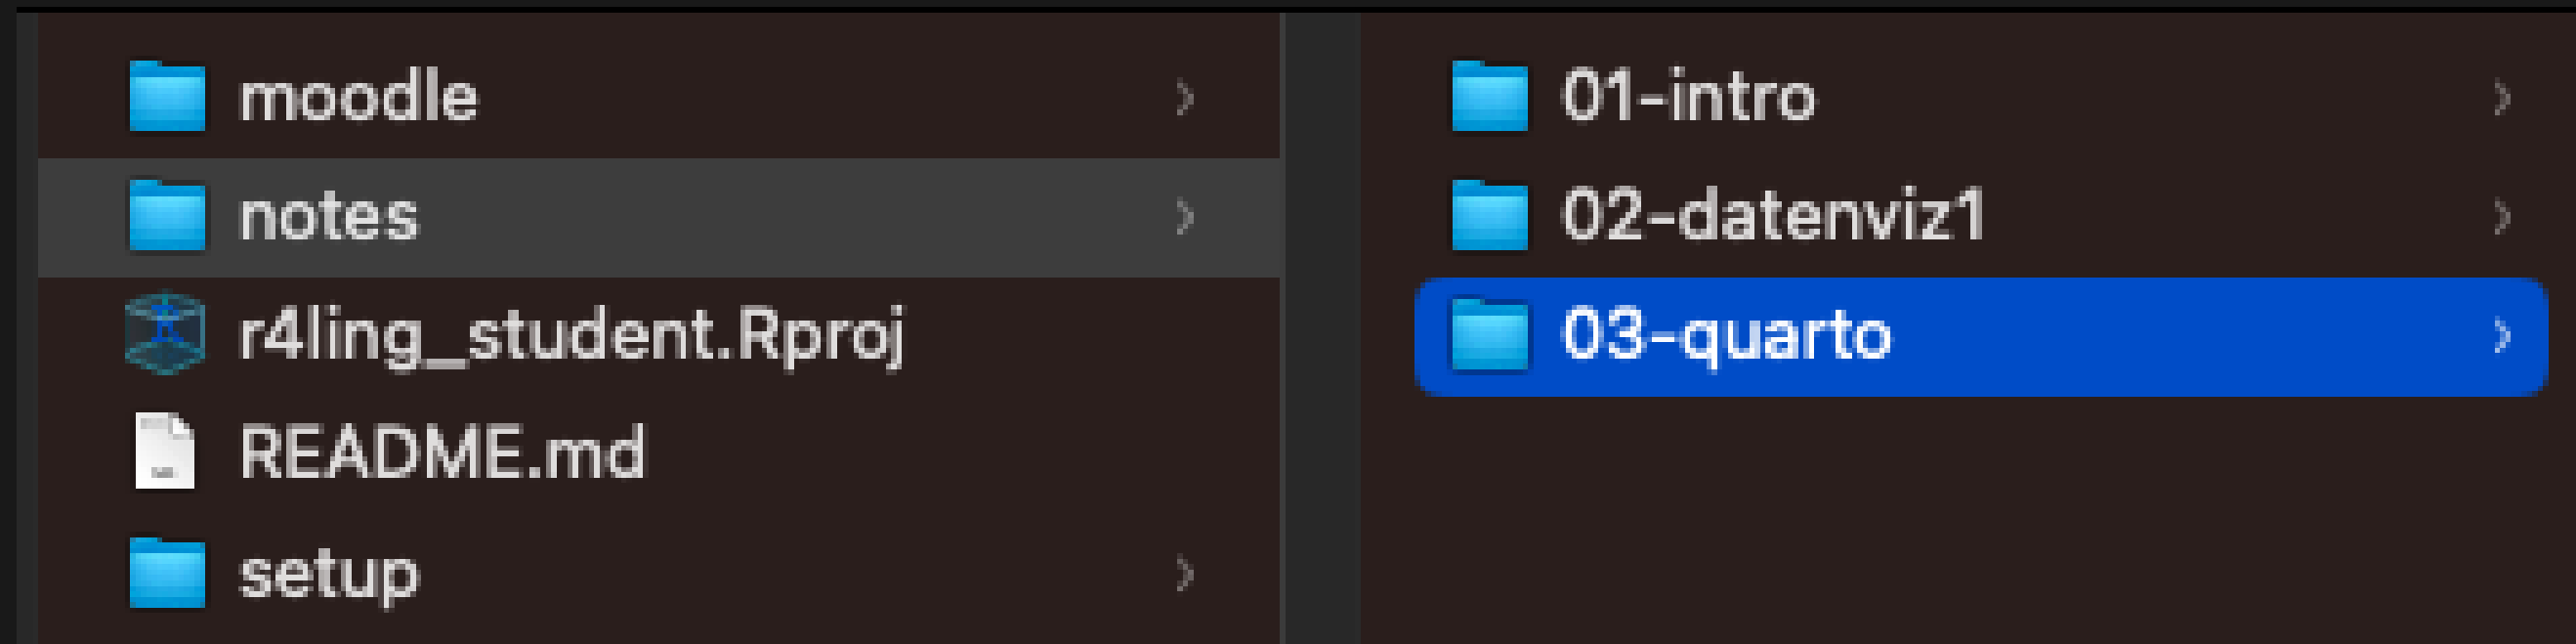 moodle
notes
r4ling_student.Rproj
README.md
setup
01-intro
02-datenviz1
03-quarto